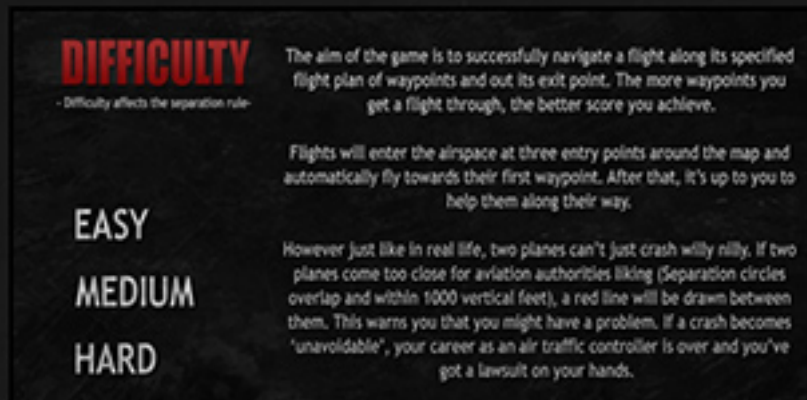 DIFFICULTY
- Difficulty affects the separation rule-
EASY
MEDIUM
HARD
The aim of the game is to successfully navigate a flight along its specified
flight plan of waypoints and out its exit point. The more waypoints you
get a flight through, the better score you achieve.
Flights will enter the airspace at three entry points around the map and
automatically fly towards their first waypoint. After that, it's up to you to
help them along their way.
However just like in real life, two planes can't just crash willy nilly. If two
planes come too close for aviation authorities liking (Separation circles
overlap and within 1000 vertical feet), a red line will be drawn between
them. This warns you that you might have a problem. If a crash becomes
'unavoidable', your career as an air traffic controller is over and you've
got a lawsuit on your hands.